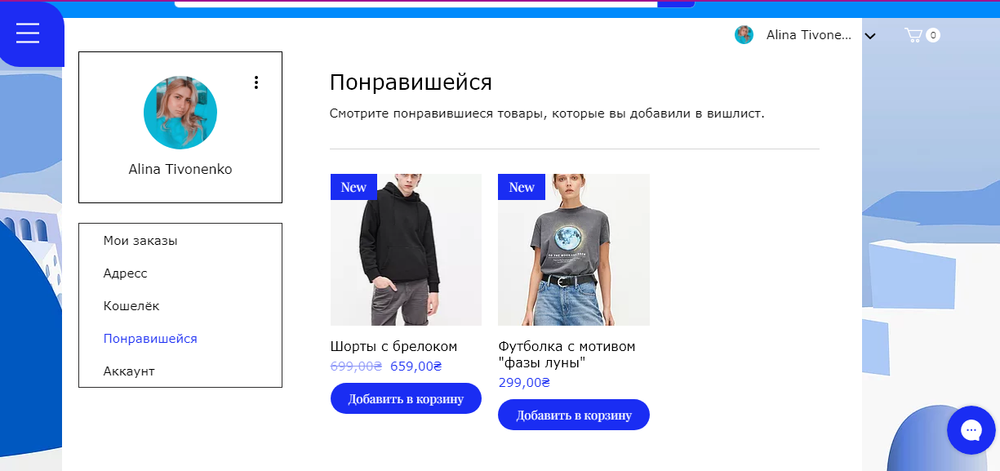 Alina Tivone...
0
Alina Tivonenko
Мои заказы
Адресс
Кошелёк
Понравишейся
Аккаунт
Понравишейся
Смотрите понравившиеся товары, которые вы добавили в вишлист.
New
Шорты с брелоком
699,00₴ 659,00₴
Добавить в корзину
New
Футболка с мотивом
"фазы луны"
299,00₴
Добавить в корзину